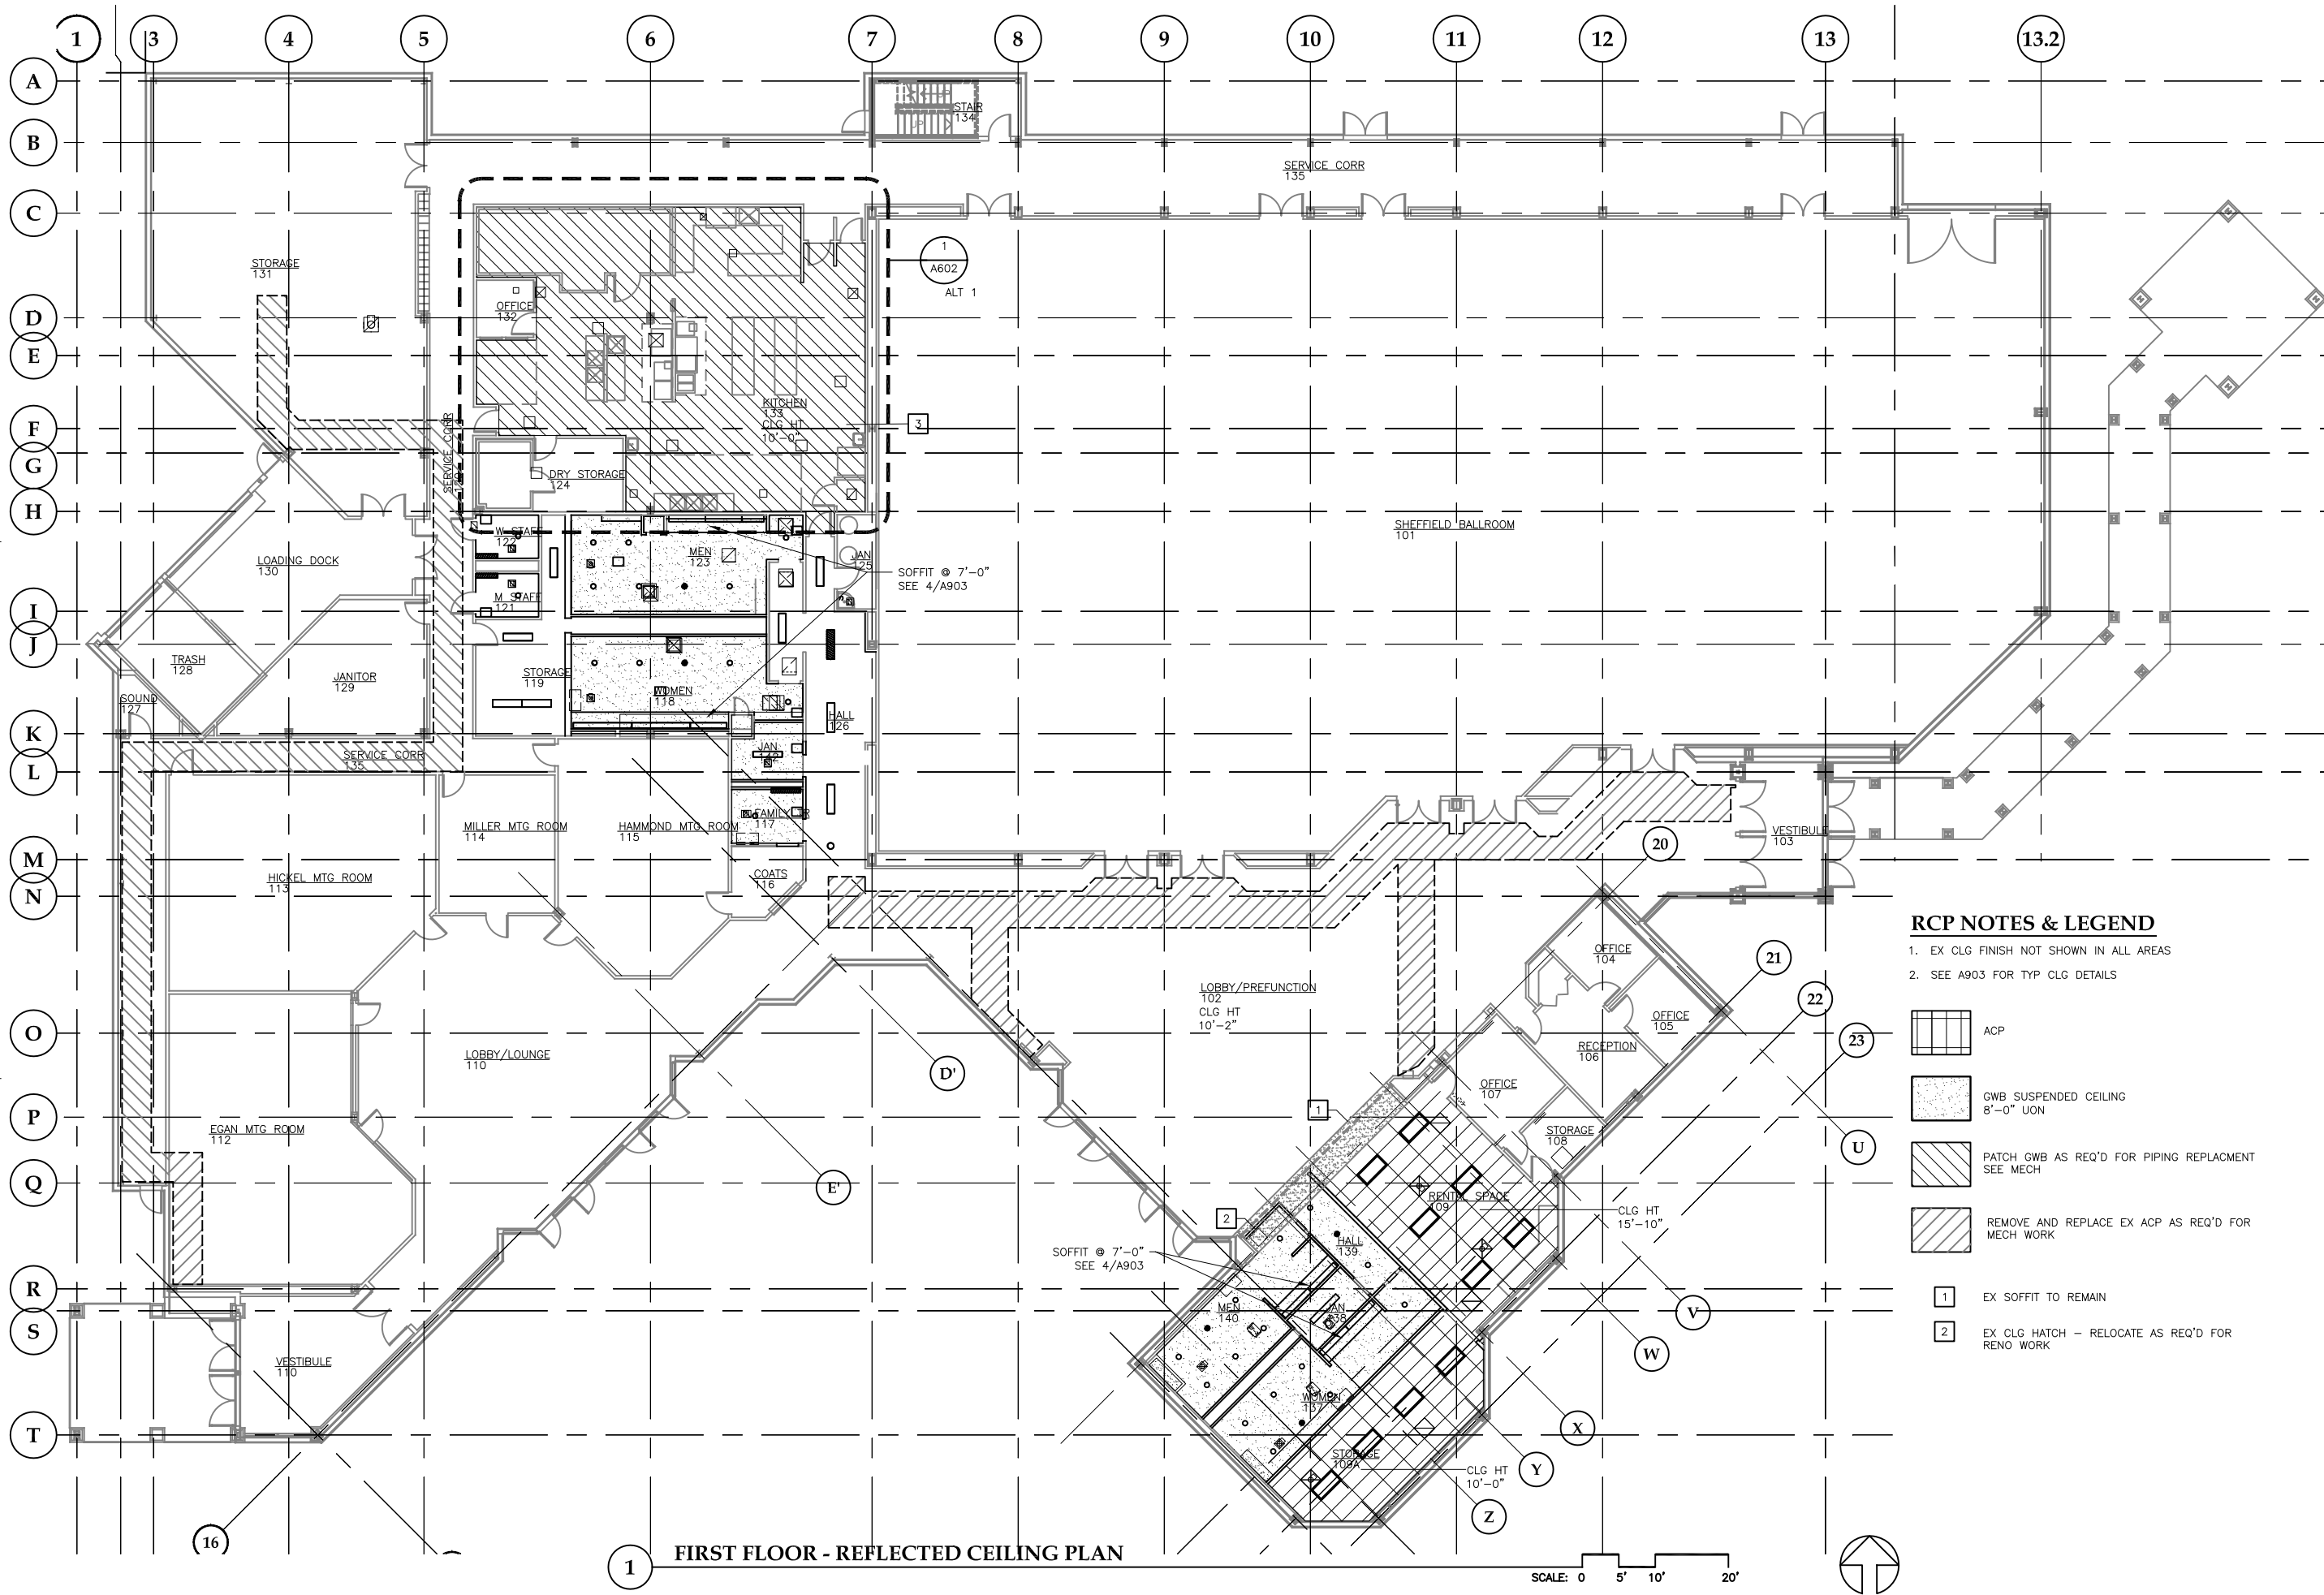 1
3
4
5
6
7
8
9
10
11
12
13
13.2
A
B
C
D
E
F
G
H
I
J
K
L
M
N
O
P
Q
R
S
T
STAIR
134
UP
SERVICE CORR
135
STORAGE
131
1
A602
ALT 1
OFFICE
132
KITCHEN
133
CLG HT
10'-0"
3
SERVICE CORR
DRY STORAGE
124
SHEFFIELD BALLROOM
101
W STAFF
122
MEN
123
JAN
125
SOFFIT @ 7'-0"
SEE 4/A903
LOADING DOCK
130
M STAFF
121
TRASH
128
JANITOR
129
STORAGE
119
WOMEN
118
SOUND
127
HALL
126
SERVICE CORR
135
JAN
142
MILLER MTG ROOM
114
HAMMOND MTG ROOM
115
FAMILY TR
117
VESTIBULE
103
20
HICKEL MTG ROOM
113
COATS
116
RCP NOTES & LEGEND
1. EX CLG FINISH NOT SHOWN IN ALL AREAS
2. SEE A903 FOR TYP CLG DETAILS
ACP
GWB SUSPENDED CEILING
8'-0" UON
PATCH GWB AS REQ'D FOR PIPING REPLACMENT
SEE MECH
REMOVE AND REPLACE EX ACP AS REQ'D FOR
MECH WORK
1
EX SOFFIT TO REMAIN
2
EX CLG HATCH – RELOCATE AS REQ'D FOR
RENO WORK
OFFICE
104
21
22
23
LOBBY/PREFUNCTION
102
CLG HT
10'-2"
OFFICE
105
RECEPTION
106
LOBBY/LOUNGE
110
D'
OFFICE
107
1
EGAN MTG ROOM
112
STORAGE
108
U
E'
RENTAL SPACE
109
CLG HT
15'-10"
2
HALL
139
SOFFIT @ 7'-0"
SEE 4/A903
MEN
140
JAN
138
V
W
VESTIBULE
110
WOMEN
137
X
STORAGE
109A
CLG HT
10'-0"
Y
Z
16
1
FIRST FLOOR - REFLECTED CEILING PLAN
SCALE: 0 5' 10' 20'